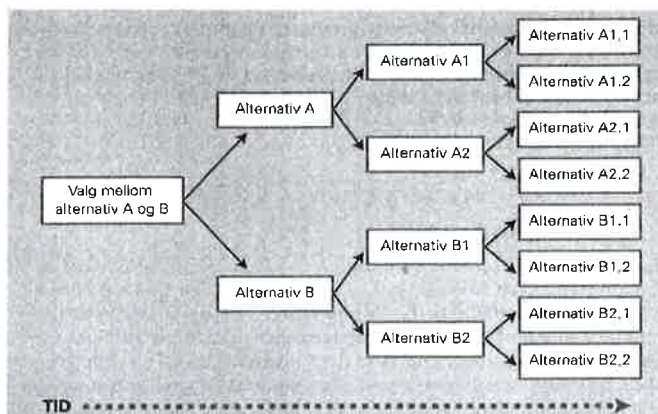 Valg mellom
alternativ A og B
Alternativ A
Alternativ B
Alternativ A1
Alternativ A2
Alternativ B1
Alternativ B2
Alternativ A1,1
Alternativ A1,2
Alternativ A2,1
Alternativ A2,2
Alternativ B1,1
Alternativ B1,2
Alternativ B2,1
Alternativ B2,2
TID